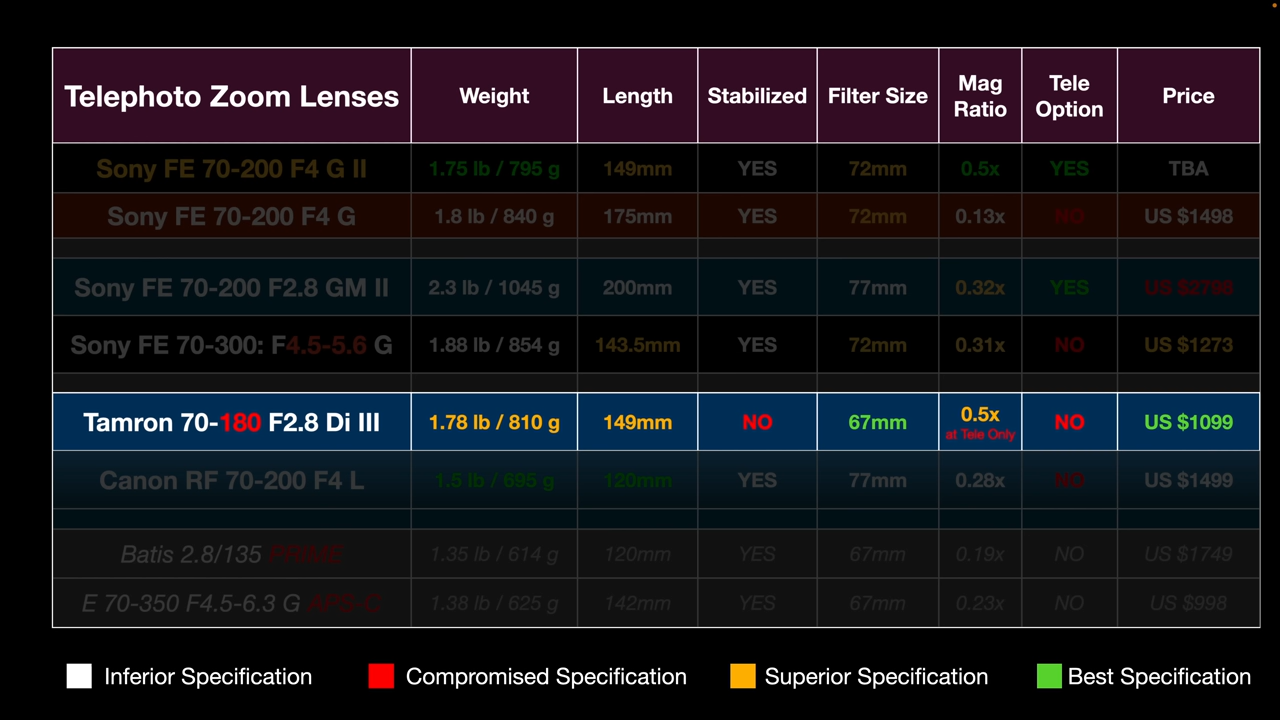 Telephoto Zoom Lenses Weight Length Stabilized Filter Size Mag Ratio Tele Option Price
Sony FE 70-200 F4 G II 1.75 lb / 795 g 149mm YES 72mm 0.5x YES TBA
Sony FE 70-200 F4 G 1.8 lb / 840 g 175mm YES 72mm 0.13x NO US $1498
Sony FE 70-200 F2.8 GM II 2.3 lb / 1045 g 200mm YES 77mm 0.32x YES US $2798
Sony FE 70-300: F4.5-5.6 G 1.88 lb / 854 g 143.5mm YES 72mm 0.31x NO US $1273
Tamron 70-180 F2.8 Di III 1.78 lb / 810 g 149mm NO 67mm 0.5x at Tele Only NO US $1099
Canon RF 70-200 F4 L 1.5 lb / 695 g 120mm YES 77mm 0.28x NO US $1499
Batis 2.8/135 PRIME 1.35 lb / 614 g 120mm YES 67mm 0.19x NO US $1749
E 70-350 F4.5-6.3 G APS-C 1.38 lb / 625 g 142mm YES 67mm 0.23x NO US $998
Inferior Specification Compromised Specification Superior Specification Best Specification